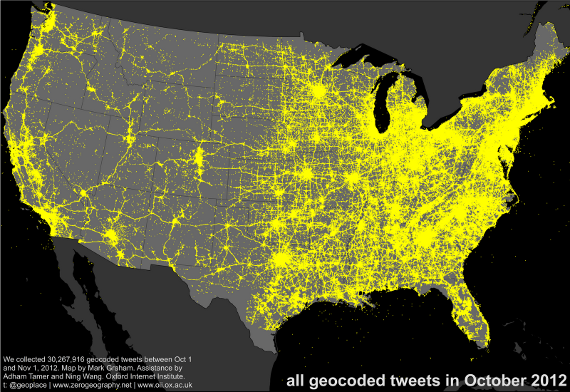 We collected 30,267,916 geocoded tweets between Oct 1
and Nov 1, 2012. Map by Mark Graham. Assistance by
Adham Tamer and Ning Wang. Oxford Internet Institute.
t: @geoplace | www.zerogeography.net | www.oii.ox.ac.uk
all geocoded tweets in October 2012